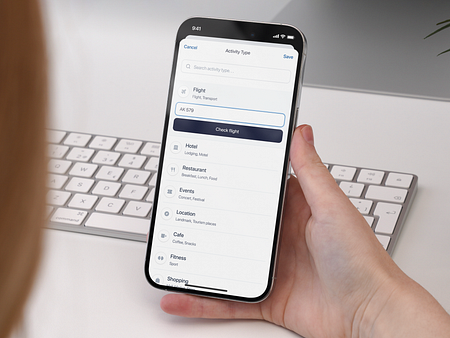 9:41
Cancel
Activity Type
Save
Search activity type
Flight
Flight, Transport
AK 579
Check flight
Hotel
Lodging, Motel
Restaurant
Breakfast, Lunch, Food
Events
Concert, Festival
Location
Landmark, Tourism places
Cafe
Coffee, Snacks
Fitness
Sport
Shopping